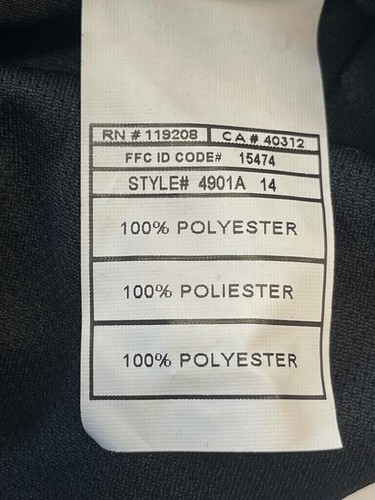 RN # 119208 CA # 40312
FFC ID CODE# 15474
STYLE# 4901A 14
100% POLYESTER
100% POLIESTER
100% POLYESTER